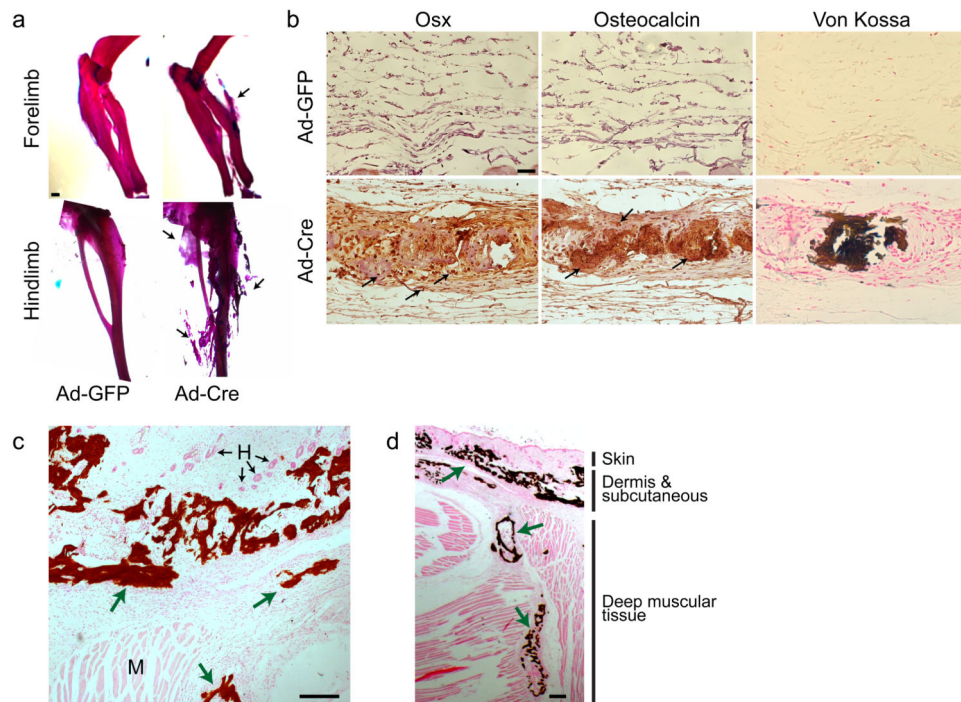 a
Forelimb
Hindlimb
Ad-GFP
Ad-Cre
b
Osx
Osteocalcin
Von Kossa
Ad-GFP
Ad-Cre
c
H
M
d
Skin
Dermis &
subcutaneous
Deep muscular
tissue